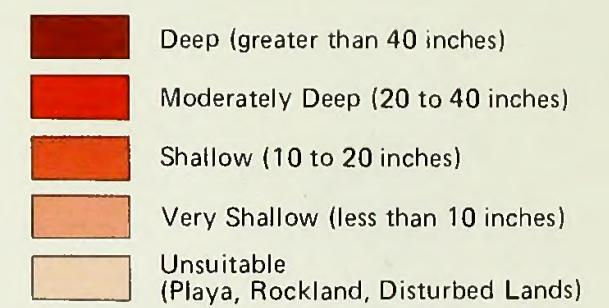 Deep (greater than 40 inches)
Moderately Deep (20 to 40 inches)
Shallow (10 to 20 inches)
Very Shallow (less than 10 inches)
Unsuitable
(Playa, Rockland, Disturbed Lands)